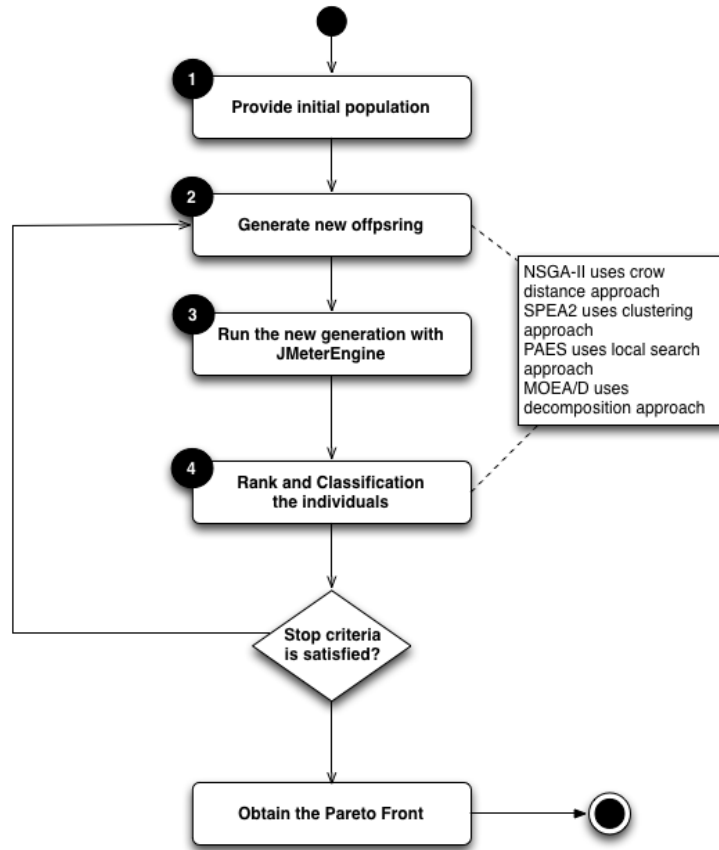 1
Provide initial population
2
Generate new offpsring
NSGA-II uses crow
distance approach
SPEA2 uses clustering
approach
PAES uses local search
approach
MOEA/D uses
decomposition approach
3
Run the new generation with
JMeterEngine
4
Rank and Classification
the individuals
Stop criteria
is satisfied?
Obtain the Pareto Front